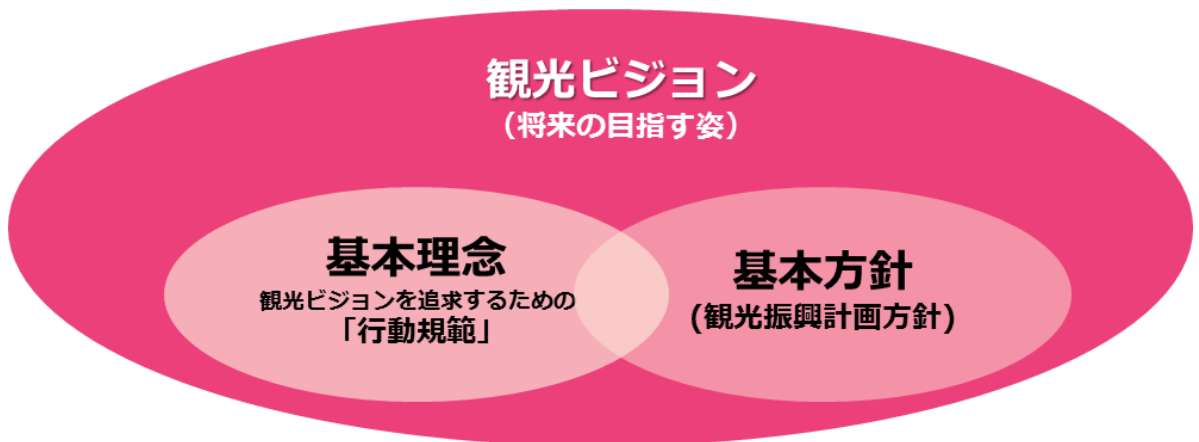 観光ビジョン
（将来の目指す姿）
基本理念
観光ビジョンを追求するための
「行動規範」
基本方針
(観光振興計画方針)